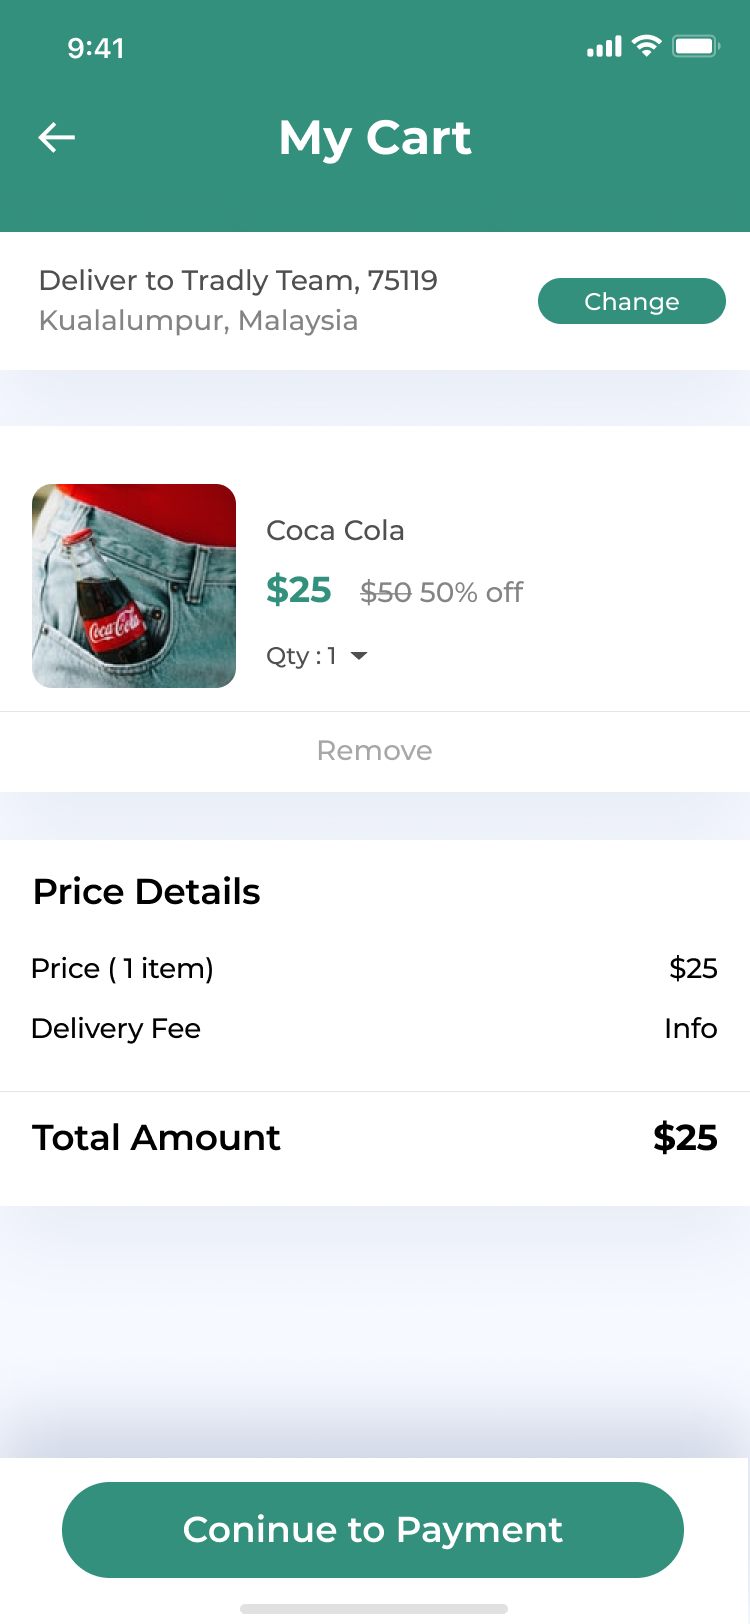 9:41
My Cart
Deliver to Tradly Team, 75119
Kualalumpur, Malaysia
Change
Coca Cola
$25 $50 50% off
Coca-Cola
Qty : 1
Remove
Price Details
Price ( 1 item) $25
Delivery Fee Info
Total Amount $25
Coninue to Payment